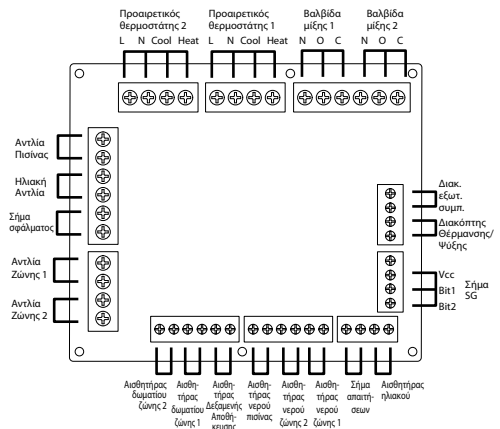 Προαιρετικός
θερμοστάτης 2
L N Cool Heat
Προαιρετικός
θερμοστάτης 1
L N Cool Heat
Βαλβίδα
μίξης 1
N O C
Βαλβίδα
μίξης 2
N O C
Αντλία
Πισίνας
Ηλιακή
Αντλία
Σήμα
σφάλματος
Αντλία
Ζώνης 1
Αντλία
Ζώνης 2
Διακ.
εξωτ.
συμπ.
Διακόπτης
Θέρμανσης/
Ψύξης
Vcc
Bit1
Bit2
Σήμα
SG
Αισθητήρας
δωματίου
ζώνης 2
Αισθη-
τήρας
δωματίου
ζώνης 1
Αισθη-
τήρας
Δεξαμενής
Αποθή-
κευσης
Αισθη-
τήρας
νερού
πισίνας
Αισθη-
τήρας
νερού
ζώνης 2
Αισθη-
τήρας
νερού
ζώνης 1
Σήμα
απαιτή-
σεων
Αισθητήρας
ηλιακού